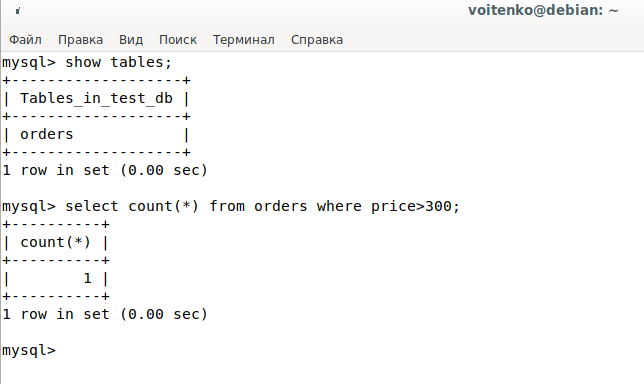 voitenko@debian: ~
Файл Правка Вид Поиск Терминал Справка
mysql> show tables;
+-------------------+
| Tables_in_test_db |
+-------------------+
| orders            |
+-------------------+
1 row in set (0.00 sec)
mysql> select count(*) from orders where price>300;
+----------+
| count(*) |
+----------+
|        1 |
+----------+
1 row in set (0.00 sec)
mysql>